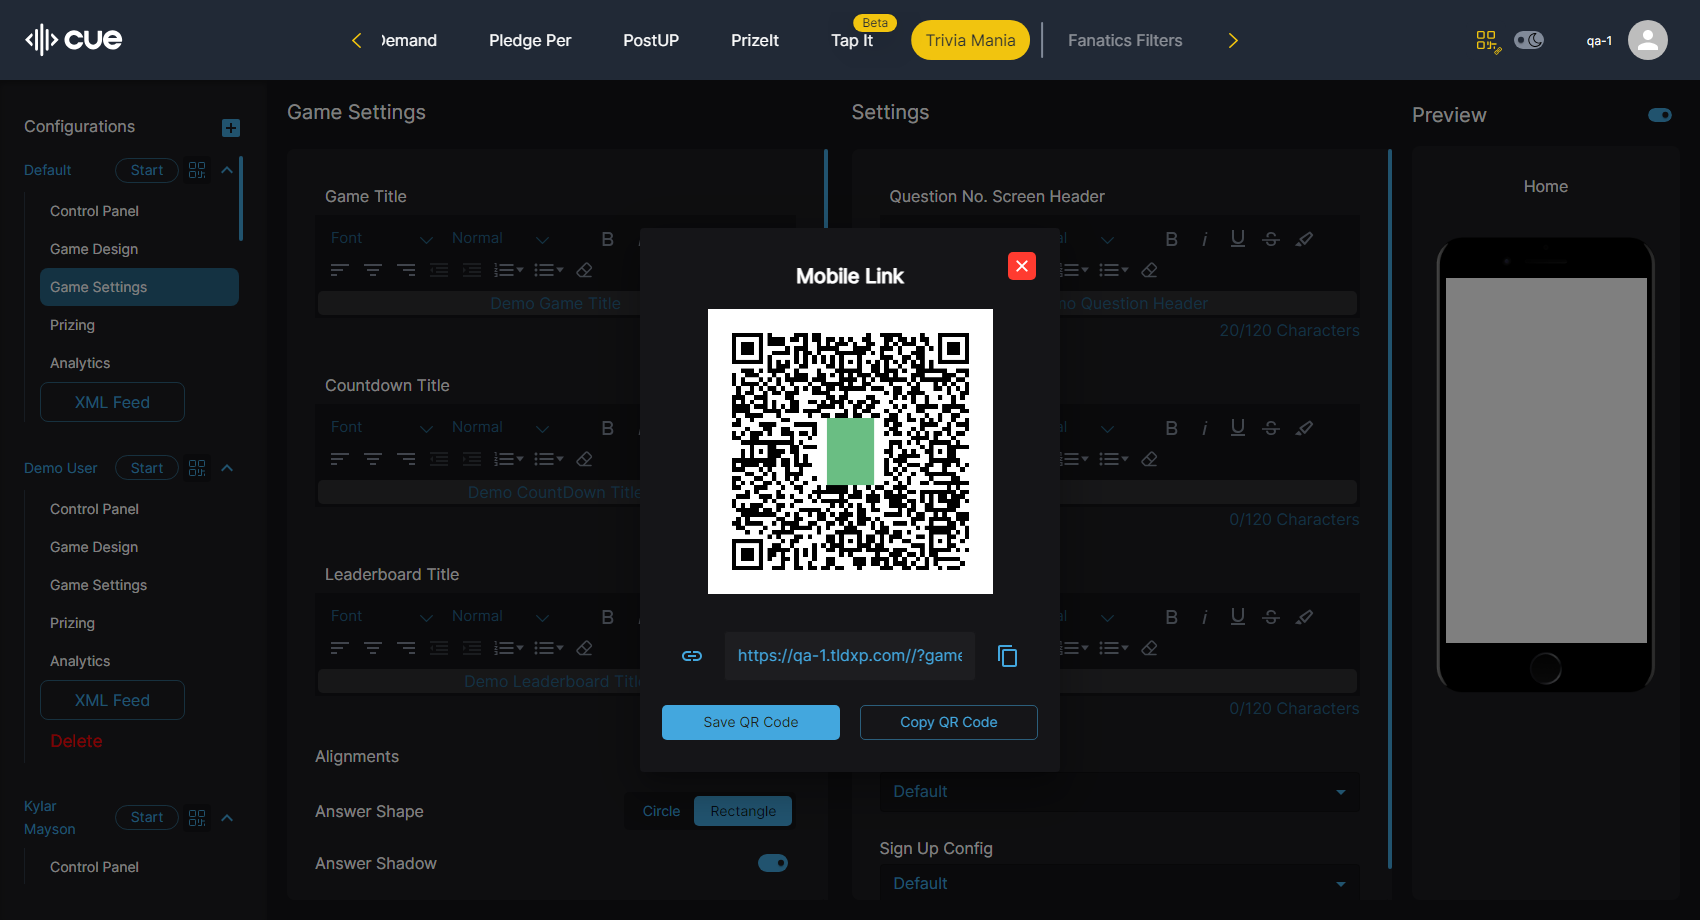 cue
Demand
Pledge Per
PostUP
PrizeIt
Beta
Tap It
Trivia Mania
Fanatics Filters
qa-1
Configurations
Default
Start
Control Panel
Game Design
Game Settings
Prizing
Analytics
XML Feed
Demo User
Start
Control Panel
Game Design
Game Settings
Prizing
Analytics
XML Feed
Delete
Kylar
Mayson
Start
Control Panel
Game Settings
Game Title
Font
Normal
B
Demo Game Title
Countdown Title
Font
Normal
B
Demo CountDown Title
Leaderboard Title
Font
Normal
B
Demo Leaderboard Title
Alignments
Answer Shape
Circle
Rectangle
Answer Shadow
Mobile Link
https://qa-1.tldxp.com//?game
Save QR Code
Copy QR Code
Settings
Question No. Screen Header
B i U S
Question Header
20/120 Characters
B i U S
0/120 Characters
B i U S
0/120 Characters
Default
Sign Up Config
Default
Preview
Home